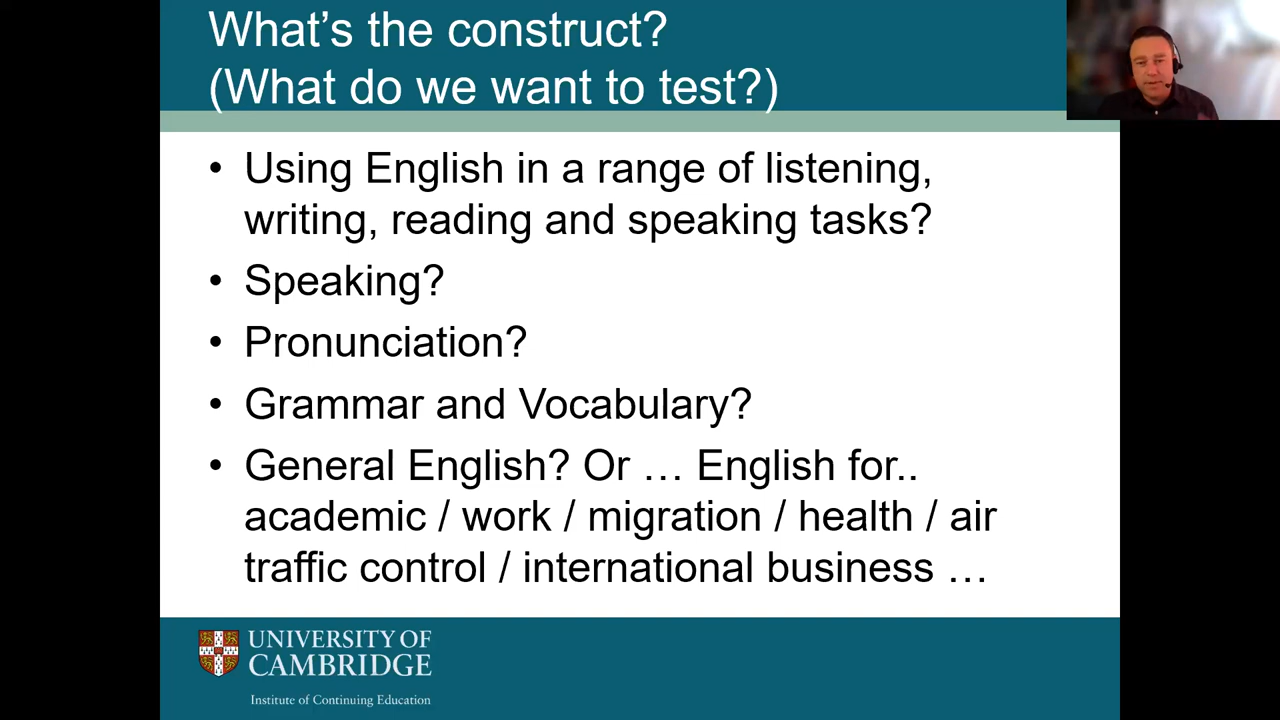 What’s the construct?
(What do we want to test?)
• Using English in a range of listening,
writing, reading and speaking tasks?
• Speaking?
• Pronunciation?
• Grammar and Vocabulary?
• General English? Or … English for..
academic / work / migration / health / air
traffic control / international business …
UNIVERSITY OF
CAMBRIDGE
Institute of Continuing Education